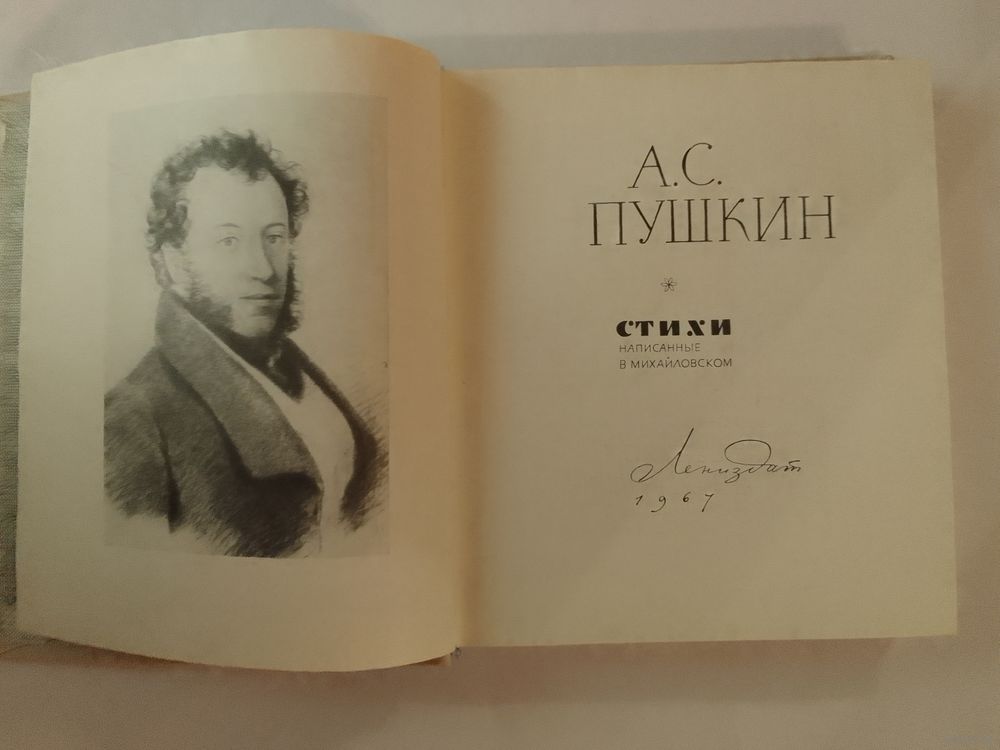 А.С.
ПУШКИН
СТИХИ
НАПИСАННЫЕ
В МИХАЙЛОВСКОМ
Лениздат
1967